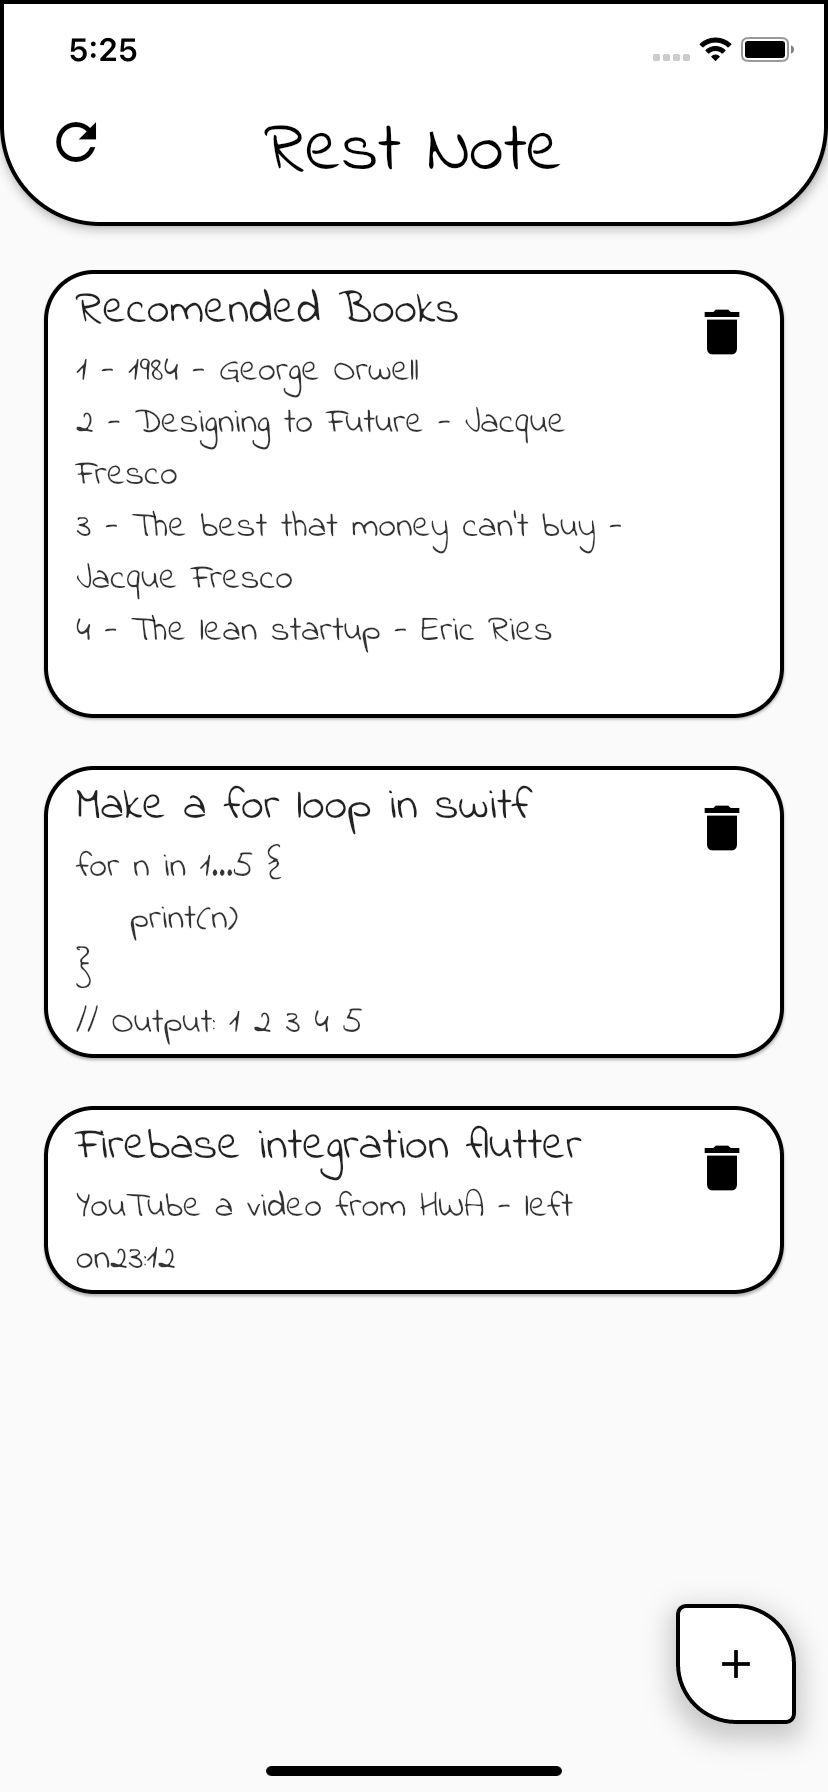 5:25
Rest Note
Recomended Books
1 - 1984 - George Orwell
2 - Designing to Future - Jacque
Fresco
3 - The best that money can't buy -
Jacque Fresco
4 - The lean startup - Eric Ries
Make a for loop in switf
for n in 1...5 {
print(n)
}
// Output: 1 2 3 4 5
Firebase integration flutter
YouTube a video from HWA - left
on23:12